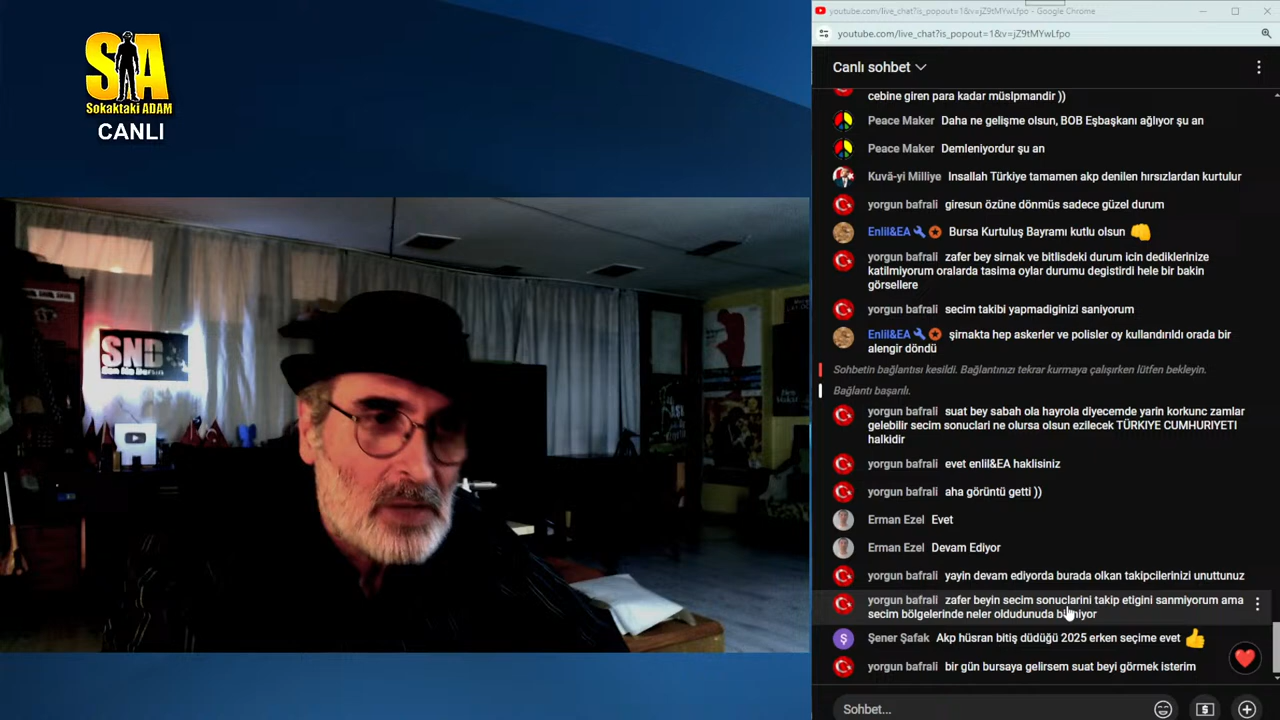 SA
Sokaktaki ADAM
CANLI
SND
youtube.com/live_chat?is_popout=1&v=jZ9tMYwLfpo - Google Chrome
youtube.com/live_chat?is_popout=1&v=jZ9tMYwLfpo
Canlı sohbet
cebine giren para kadar müslpmandir ))
Peace Maker Daha ne gelişme olsun, BOB Eşbaşkanı ağlıyor şu an
Peace Maker Demleniyordur şu an
Kuvâ-yi Milliye Insallah Türkiye tamamen akp denilen hırsızlardan kurtulur
yorgun bafrali giresun özüne dönmüs sadece güzel durum
Enlil&EA Bursa Kurtuluş Bayramı kutlu olsun
yorgun bafrali zafer bey sirnak ve bitlisdeki durum icin dediklerinize
katilmiyorum oralarda tasima oylar durumu degistirdi hele bir bakin
görsellere
yorgun bafrali secim takibi yapmadiginizi saniyorum
Enlil&EA şirnakta hep askerler ve polisler oy kullandırıldı orada bir
alengir döndü
Sohbetin bağlantısı kesildi. Bağlantınızı tekrar kurmaya çalışırken lütfen bekleyin.
Bağlantı başarılı.
yorgun bafrali suat bey sabah ola hayrola diyecemde yarin korkunc zamlar
gelebilir secim sonuclari ne olursa olsun ezilecek TÜRKIYE CUMHURIYETI
halkidir
yorgun bafrali evet enlil&EA haklisiniz
yorgun bafrali aha görüntü getti ))
Erman Ezel Evet
Erman Ezel Devam Ediyor
yorgun bafrali yayin devam ediyorda burada olkan takipcilerinizi unuttunuz
yorgun bafrali zafer beyin secim sonuclarini takip etigini sanmiyorum ama
secim bölgelerinde neler oldudunuda
Ş Şener Şafak Akp hüsran bitiş düdüğü 2025 erken seçime evet
yorgun bafrali bir gün bursaya gelirsem suat beyi görmek isterim
Sohbet...